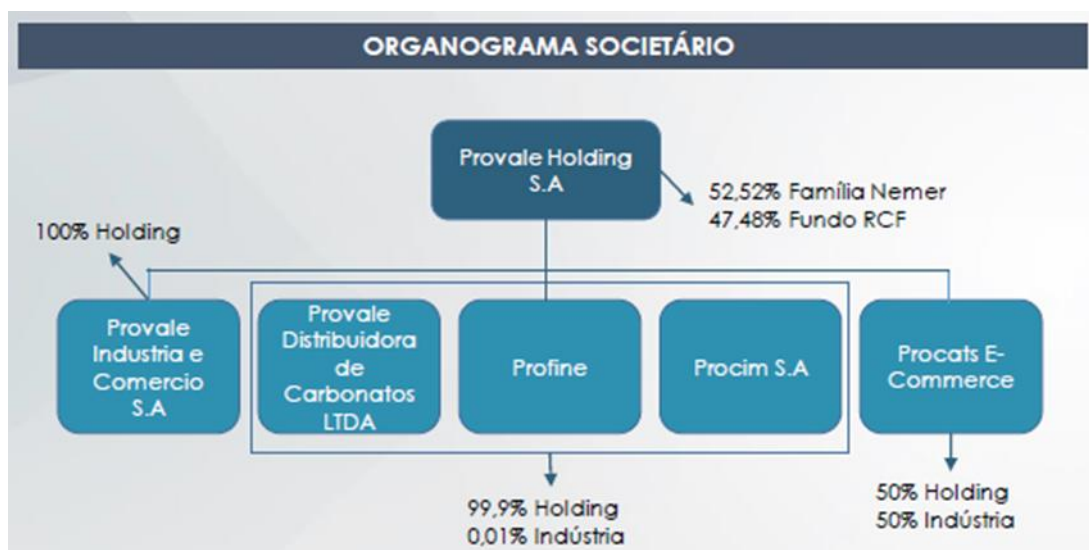 ORGANOGRAMA SOCIETÁRIO
Provale Holding
S.A
52,52% Família Nemer
47,48% Fundo RCF
100% Holding
Provale
Industria e
Comercio
S.A
Provale
Distribuidora
de
Carbonatos
LTDA
Profine
Procim S.A
Procats E-
Commerce
99,9% Holding
0,01% Indústria
50% Holding
50% Indústria